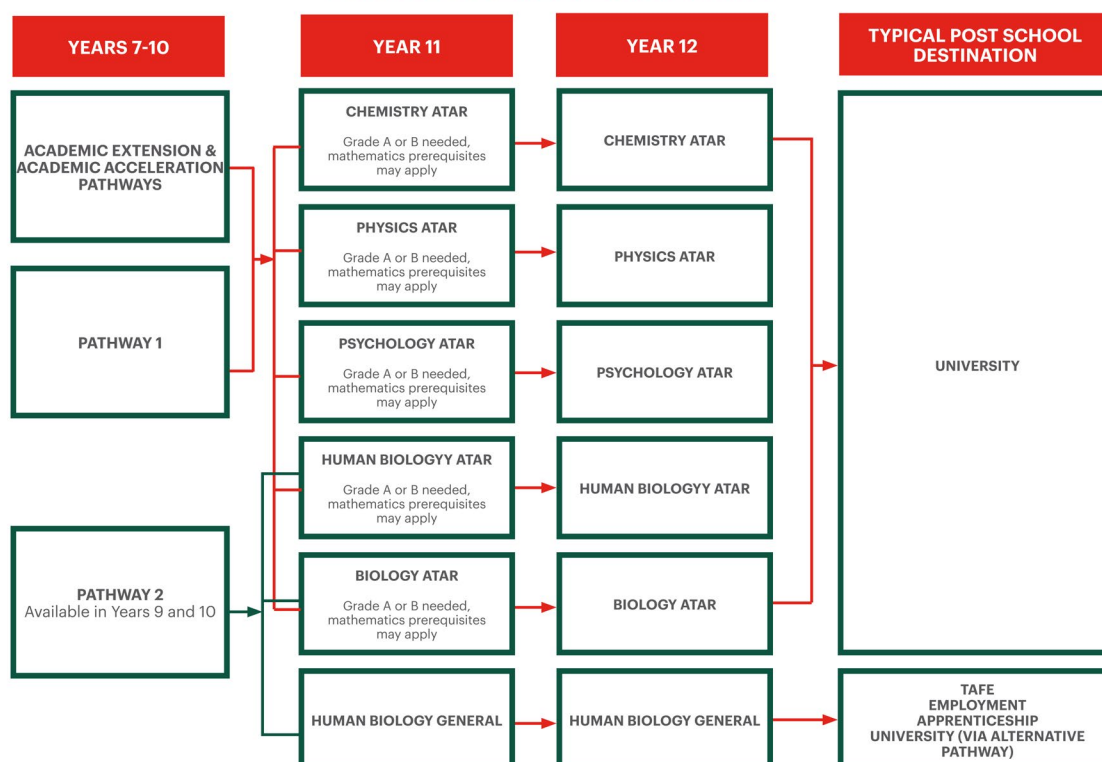 YEARS 7-10
YEAR 11
YEAR 12
TYPICAL POST SCHOOL
DESTINATION
ACADEMIC EXTENSION &
ACADEMIC ACCELERATION
PATHWAYS
PATHWAY 1
PATHWAY 2
Available in Years 9 and 10
CHEMISTRY ATAR
Grade A or B needed,
mathematics prerequisites
may apply
PHYSICS ATAR
Grade A or B needed,
mathematics prerequisites
may apply
PSYCHOLOGY ATAR
Grade A or B needed,
mathematics prerequisites
may apply
HUMAN BIOLOGYY ATAR
Grade A or B needed,
mathematics prerequisites
may apply
BIOLOGY ATAR
Grade A or B needed,
mathematics prerequisites
may apply
HUMAN BIOLOGY GENERAL
CHEMISTRY ATAR
PHYSICS ATAR
PSYCHOLOGY ATAR
HUMAN BIOLOGYY ATAR
BIOLOGY ATAR
HUMAN BIOLOGY GENERAL
UNIVERSITY
TAFE
EMPLOYMENT
APPRENTICESHIP
UNIVERSITY (VIA ALTERNATIVE
PATHWAY)